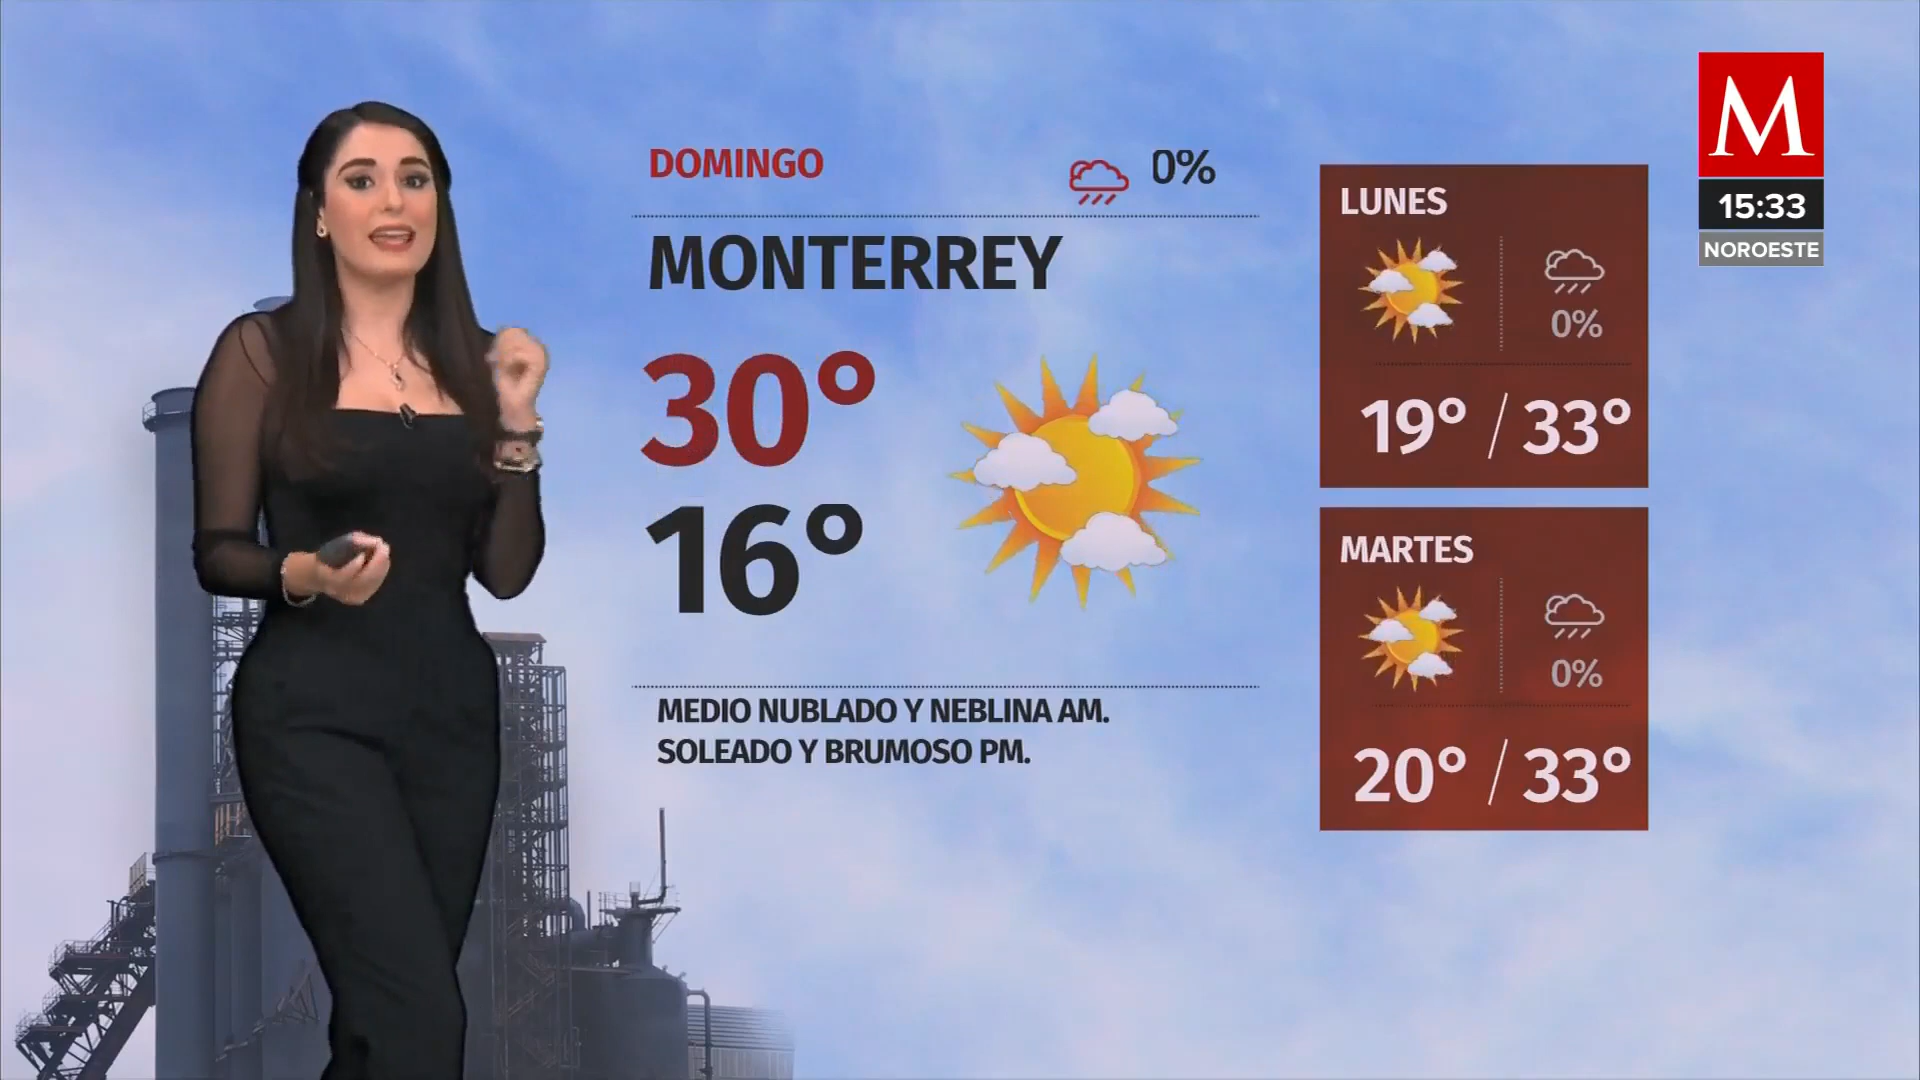 DOMINGO
0%
MONTERREY
30°
16°
MEDIO NUBLADO Y NEBLINA AM.
SOLEADO Y BRUMOSO PM.
LUNES
0%
19° / 33°
MARTES
0%
20° / 33°
M
15:33
NOROESTE